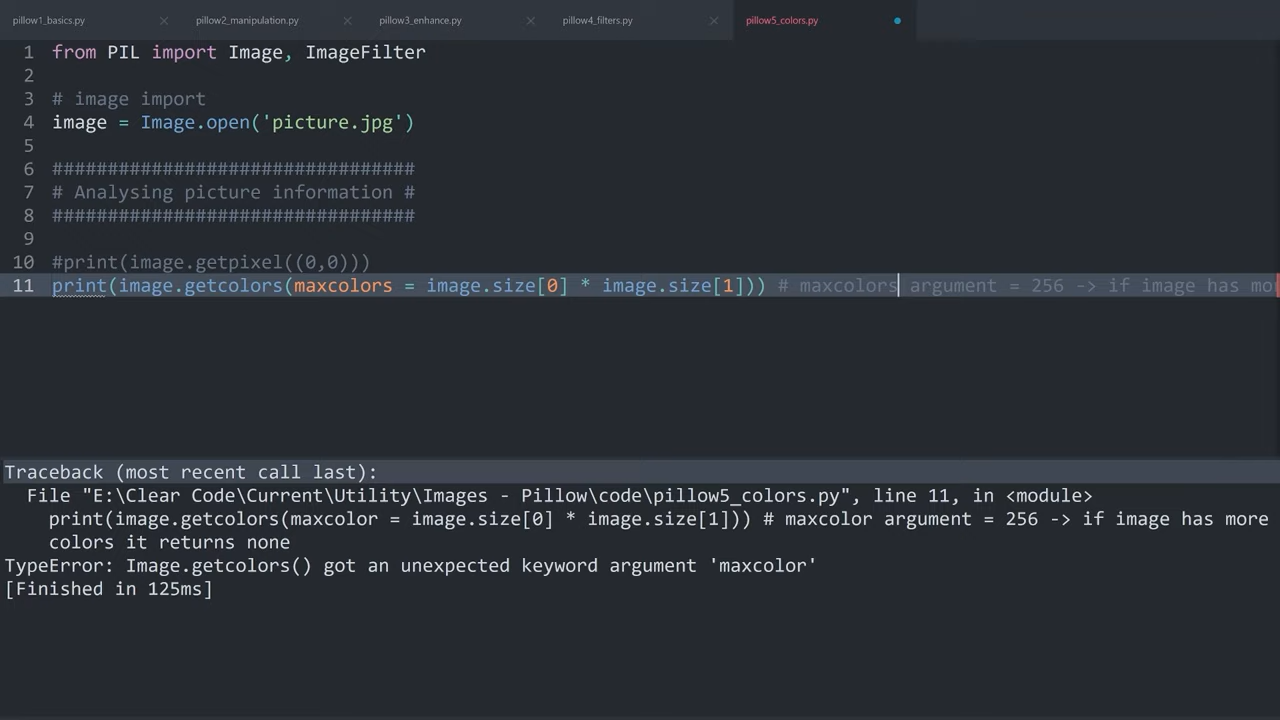 pillow1_basics.py pillow2_manipulation.py pillow3_enhance.py pillow4_filters.py pillow5_colors.py
1 from PIL import Image, ImageFilter
2
3 # image import
4 image = Image.open('picture.jpg')
5
6 #################################
7 # Analysing picture information #
8 #################################
9
10 #print(image.getpixel((0,0)))
11 print(image.getcolors(maxcolors = image.size[0] * image.size[1])) # maxcolors argument = 256 -> if image has mo
Traceback (most recent call last):
File "E:\Clear Code\Current\Utility\Images - Pillow\code\pillow5_colors.py", line 11, in <module>
print(image.getcolors(maxcolor = image.size[0] * image.size[1])) # maxcolor argument = 256 -> if image has more
colors it returns none
TypeError: Image.getcolors() got an unexpected keyword argument 'maxcolor'
[Finished in 125ms]